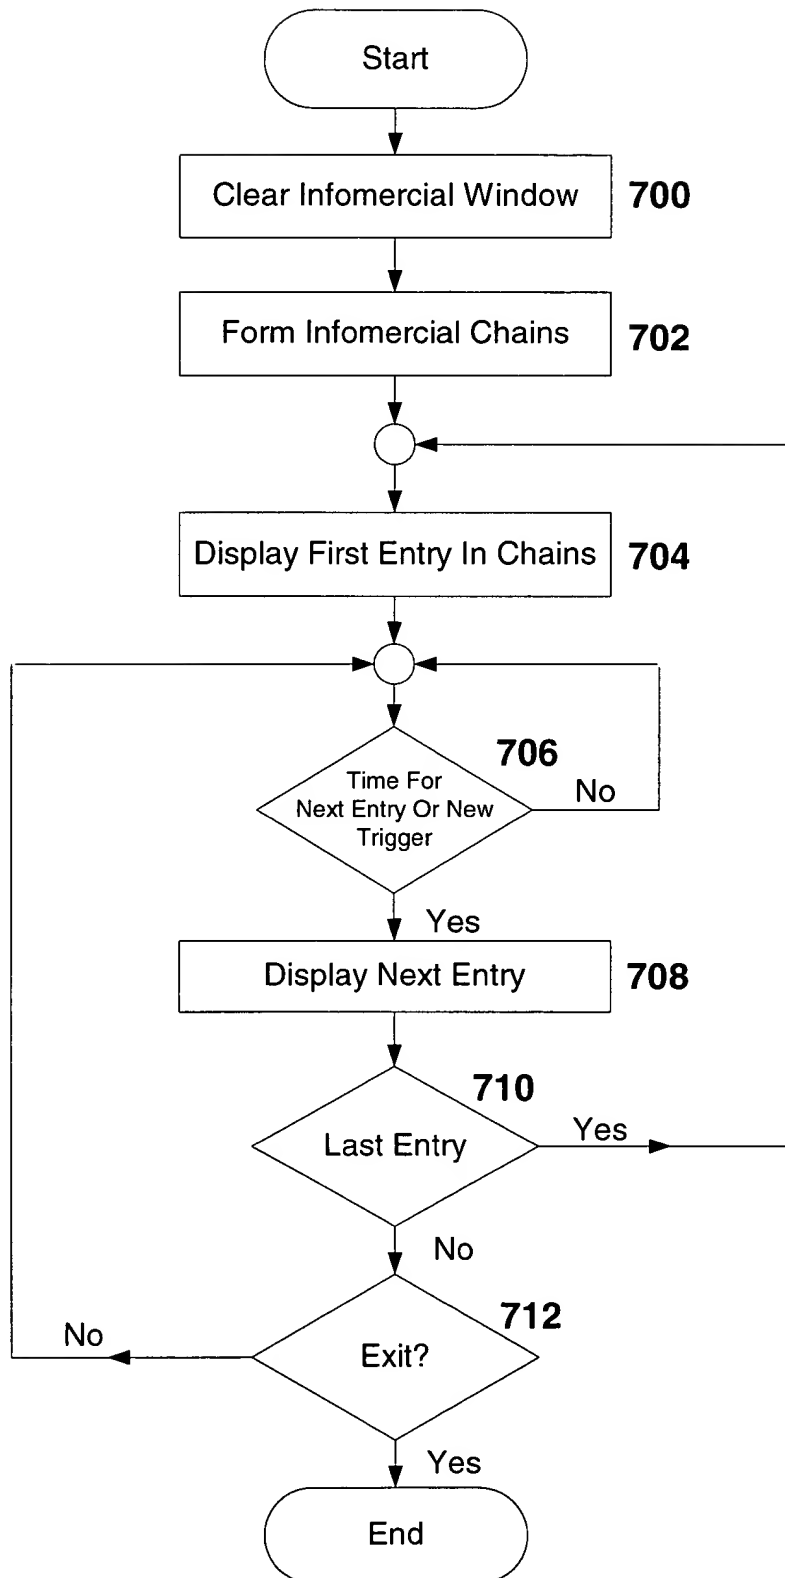 Start
Clear Infomercial Window
700
Form Infomercial Chains
702
Display First Entry In Chains
704
706
Time For
Next Entry Or New
Trigger
No
Yes
Display Next Entry
708
710
Last Entry
Yes
No
712
Exit?
No
Yes
End